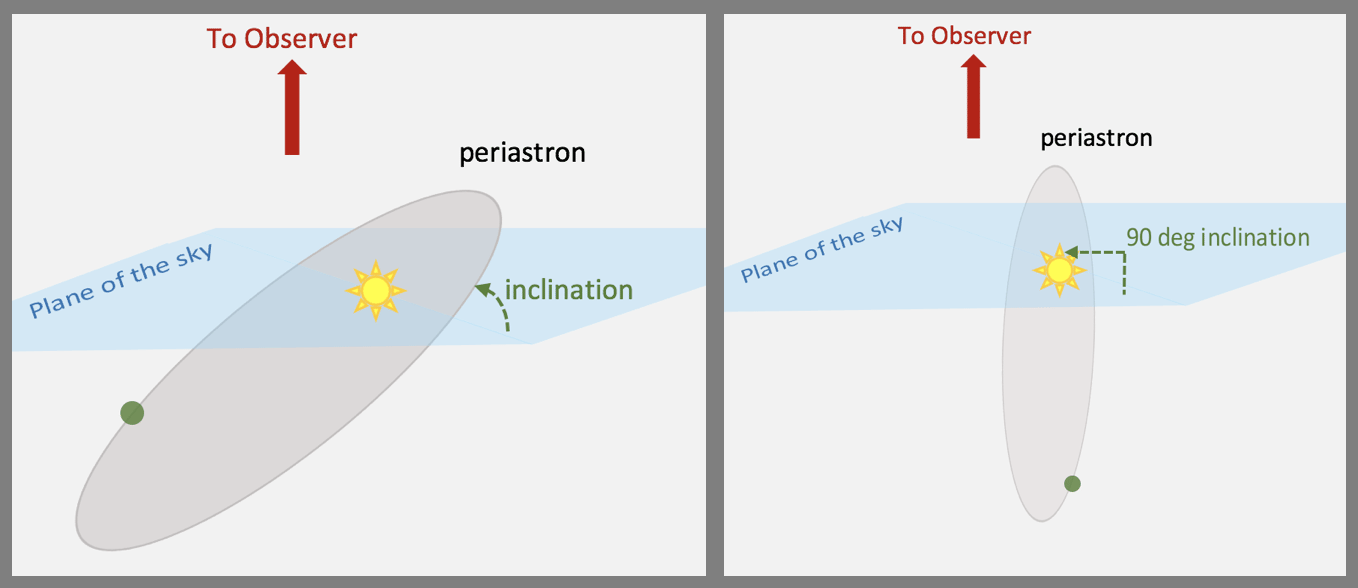 To Observer
periastron
Plane of the sky
inclination
To Observer
periastron
Plane of the sky
90 deg inclination